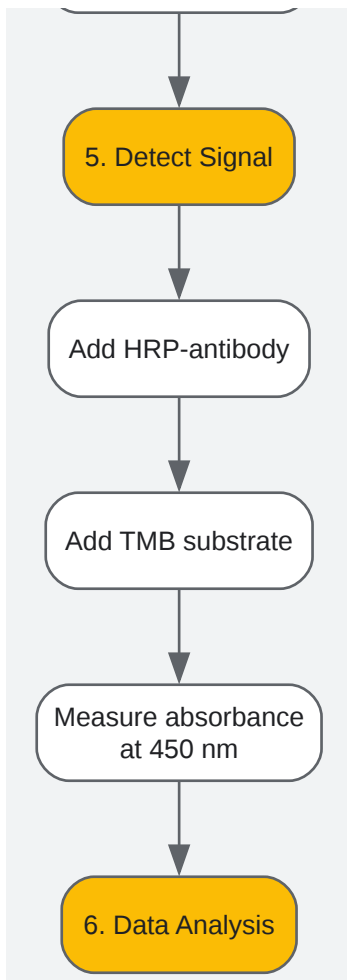 5. Detect Signal
Add HRP-antibody
Add TMB substrate
Measure absorbance
at 450 nm
6. Data Analysis